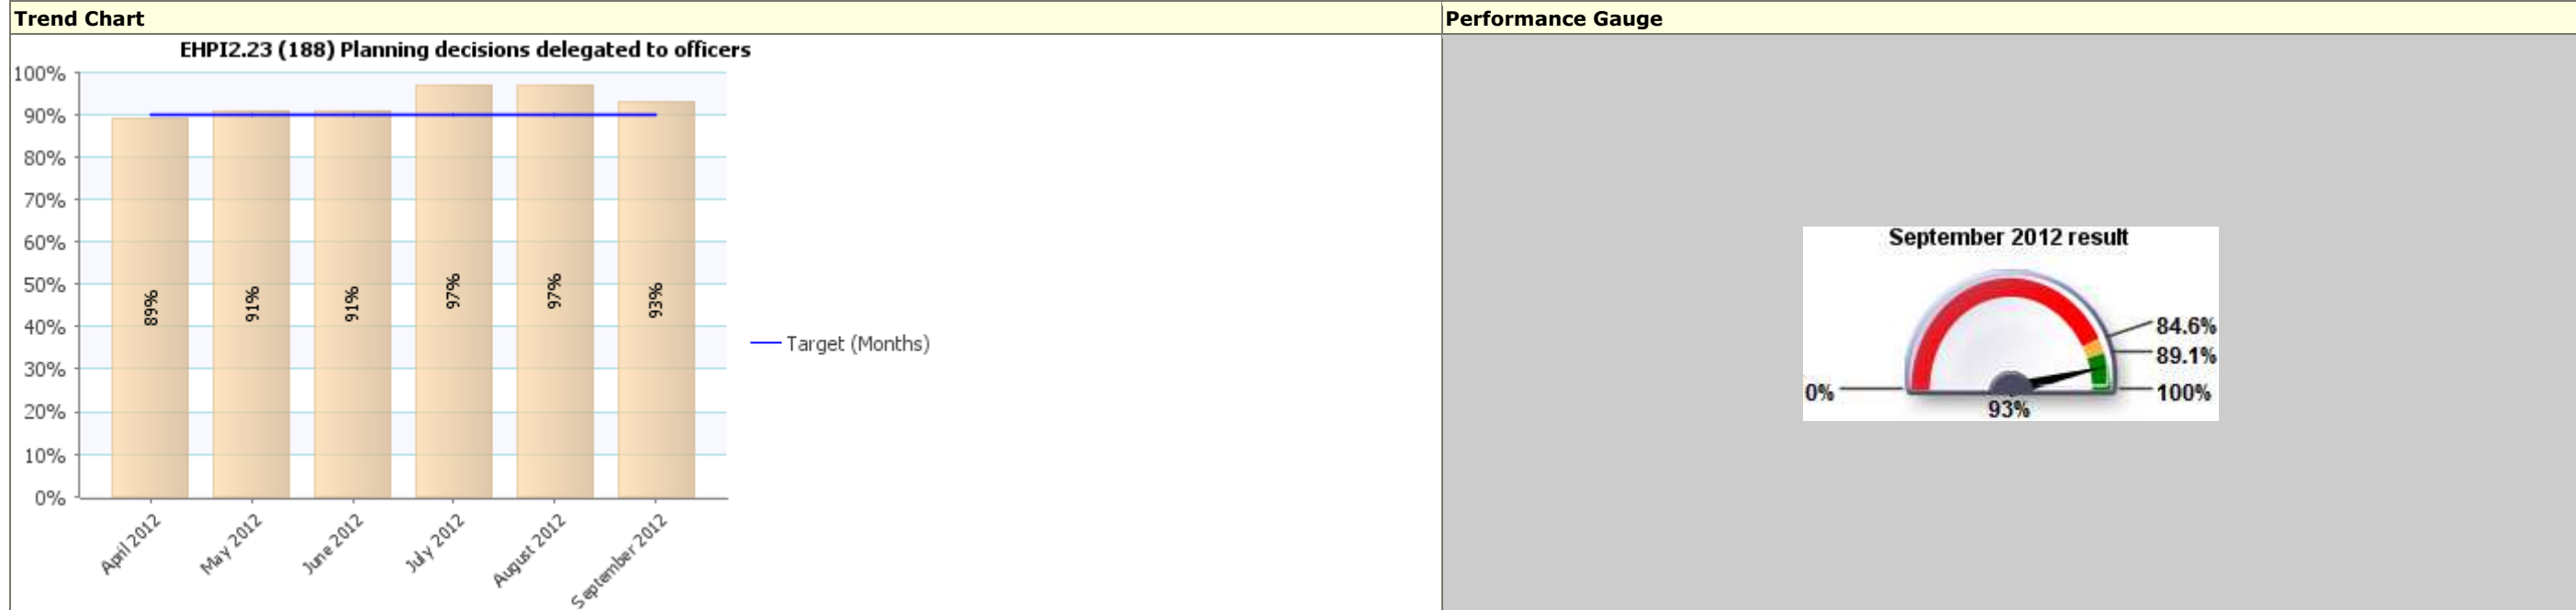 Trend Chart
Performance Gauge
EHPI2.23 (188) Planning decisions delegated to officers
100%
90%
80%
70%
60%
50%
40%
30%
20%
10%
0%
89%
91%
91%
97%
97%
93%
April 2012
May 2012
June 2012
July 2012
August 2012
September 2012
Target (Months)
September 2012 result
84.6%
89.1%
0%
100%
93%